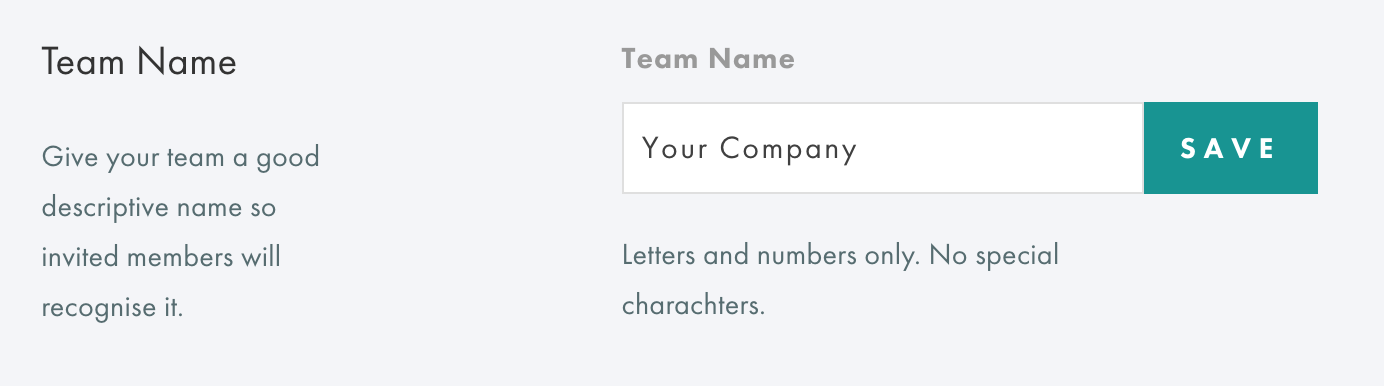 Team Name
Give your team a good
descriptive name so
invited members will
recognise it.
Team Name
Your Company
SAVE
Letters and numbers only. No special
charachters.